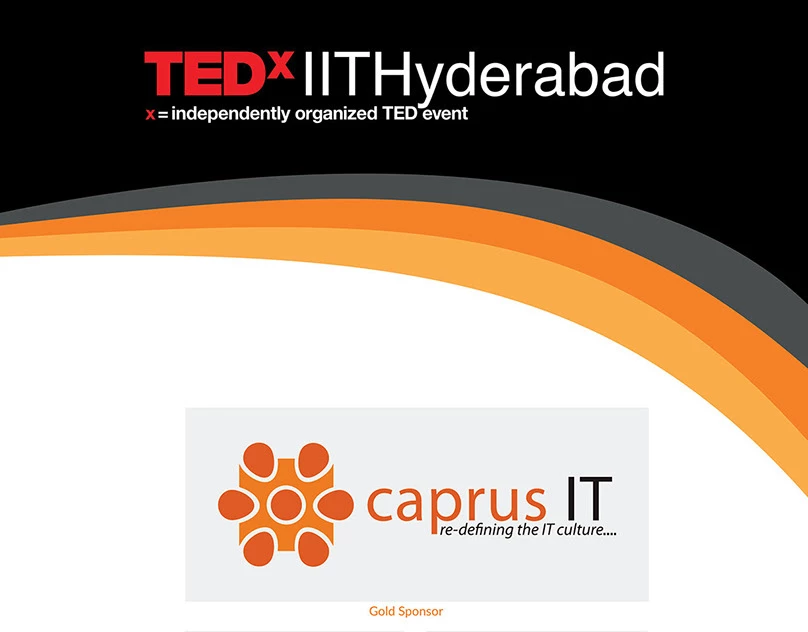 TEDx IITHyderabad
x = independently organized TED event
caprus IT
re-defining the IT culture....
Gold Sponsor